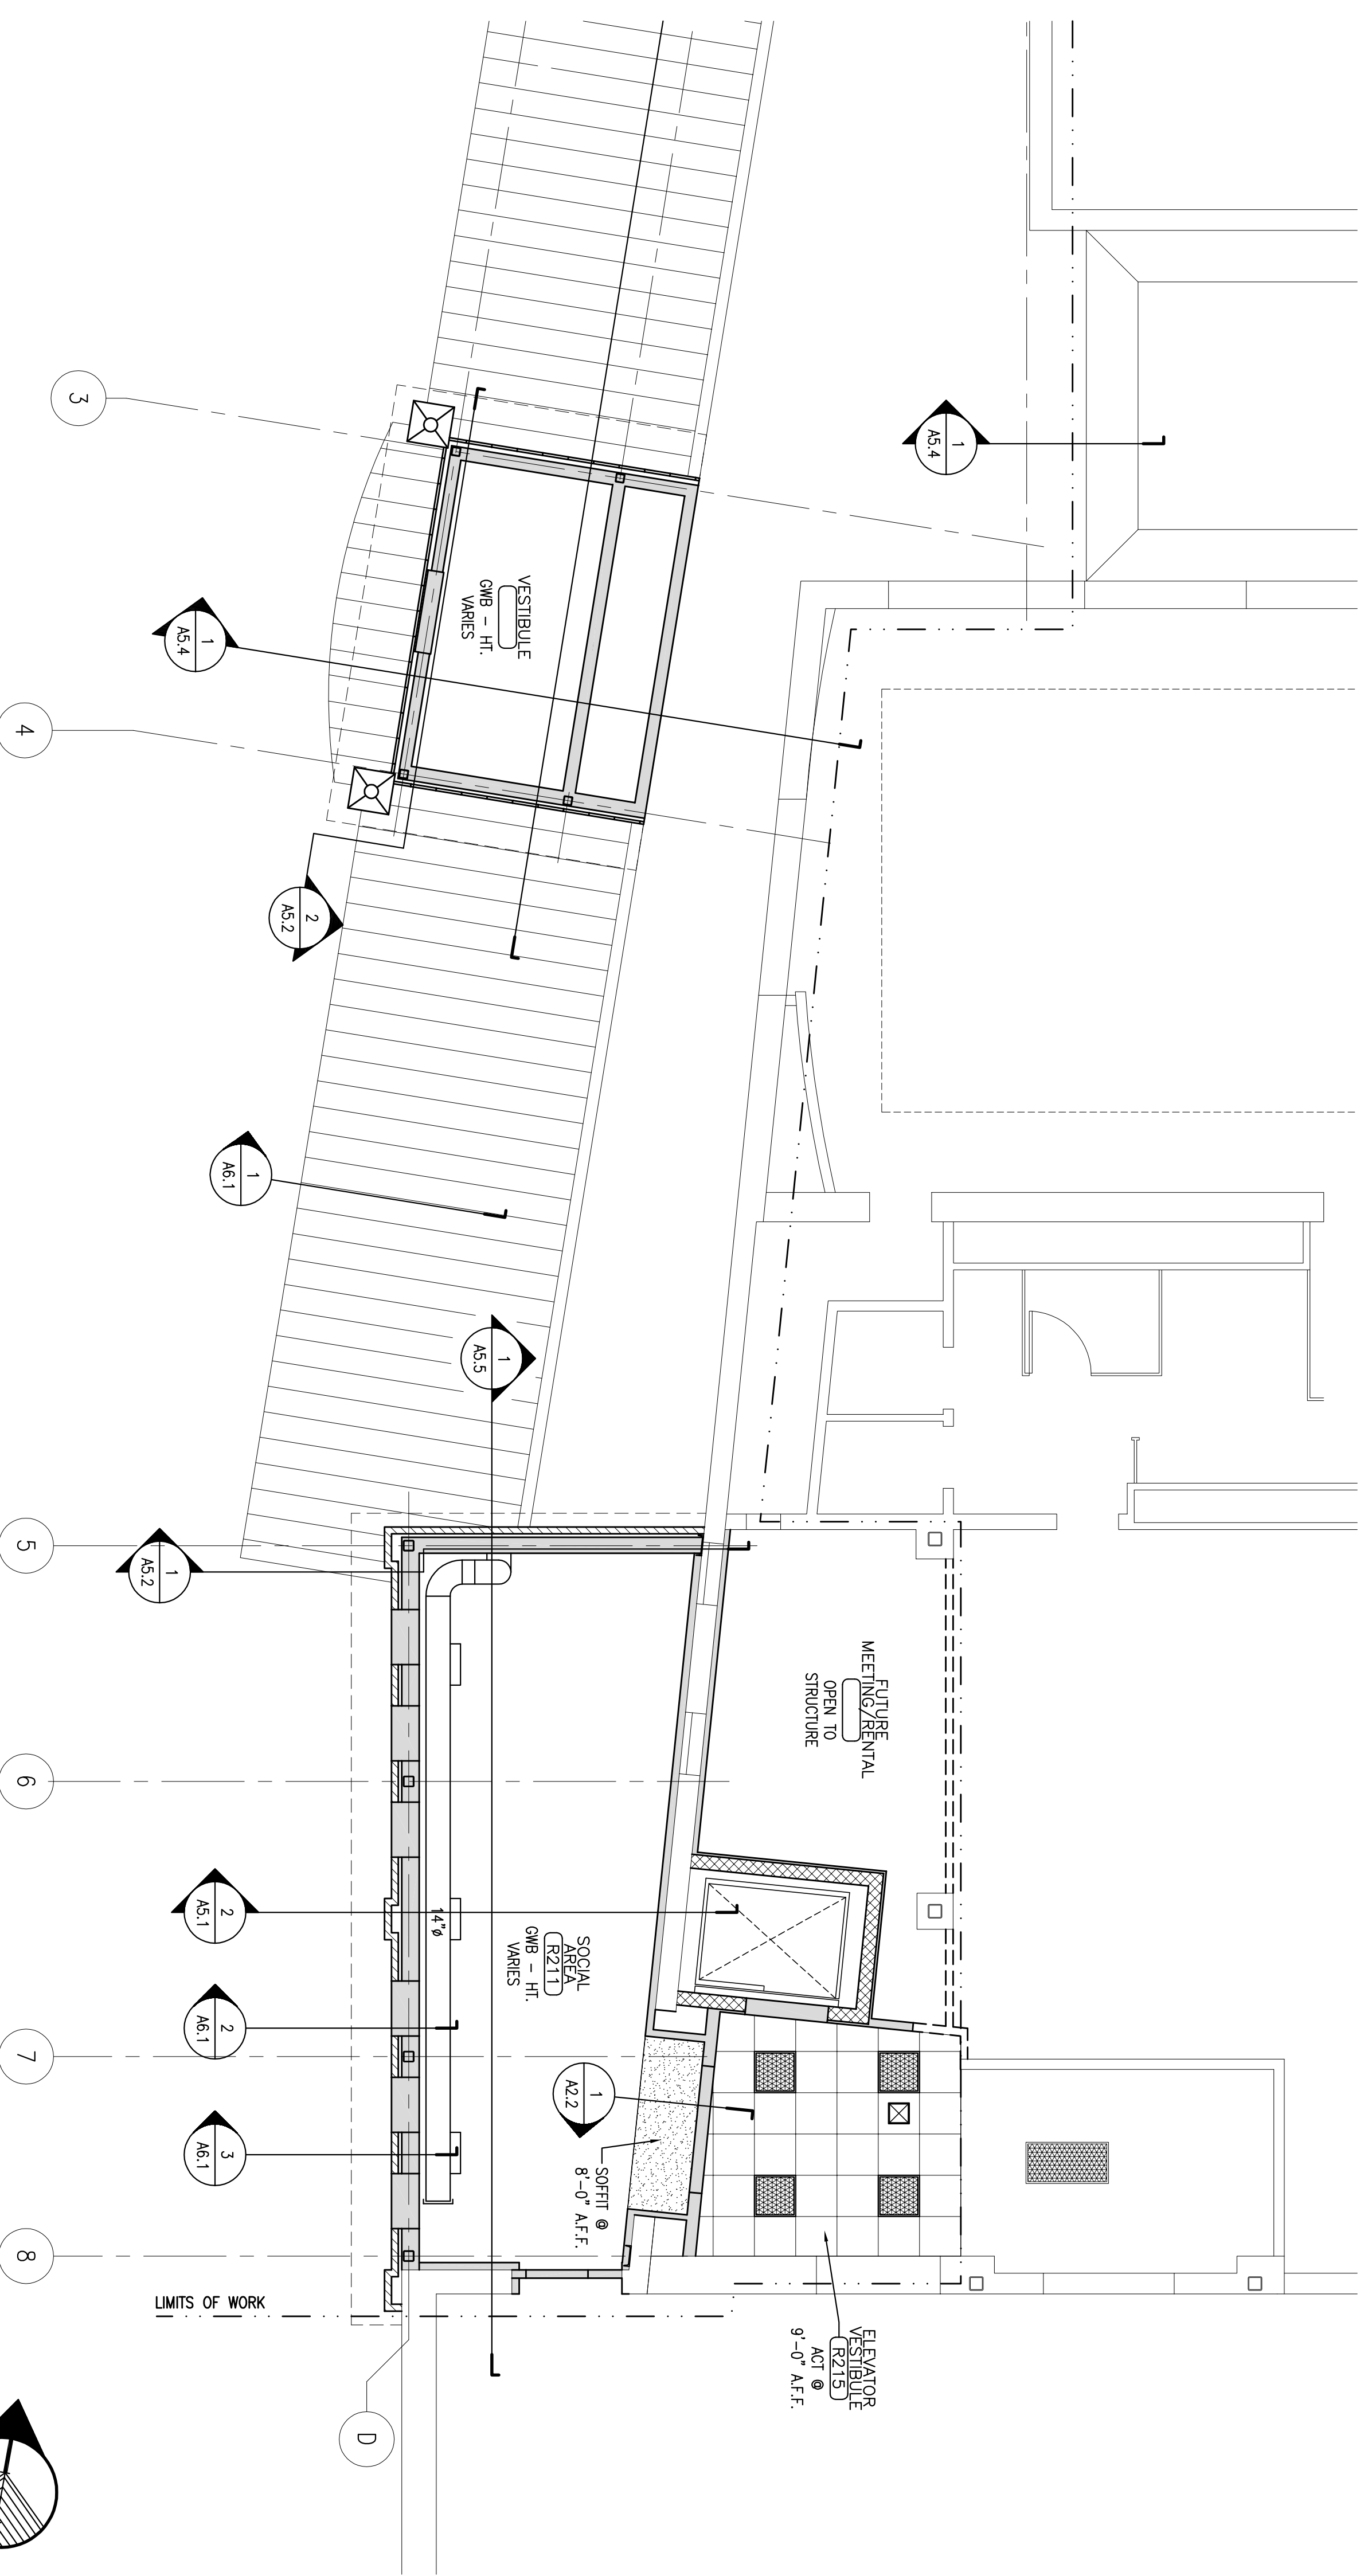 1
A5.4
3
VESTIBULE
GWB - HT.
VARIES
1
A5.4
4
2
A5.2
1
A6.1
1
A5.5
5
1
A5.2
FUTURE
MEETING/RENTAL
OPEN TO
STRUCTURE
6
14"ø
2
A5.1
SOCIAL
AREA
R211
GWB - HT.
VARIES
2
A6.1
7
1
A2.2
3
A6.1
SOFFIT @
8'-0" A.F.F.
8
LIMITS OF WORK
ELEVATOR
VESTIBULE
R215
ACT @
9'-0" A.F.F.
D